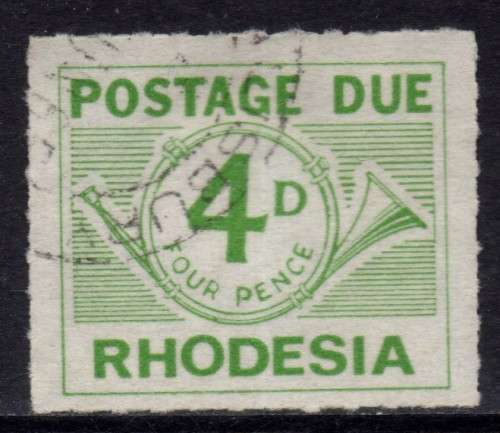 POSTAGE DUE
4D
FOUR PENCE
RHODESIA